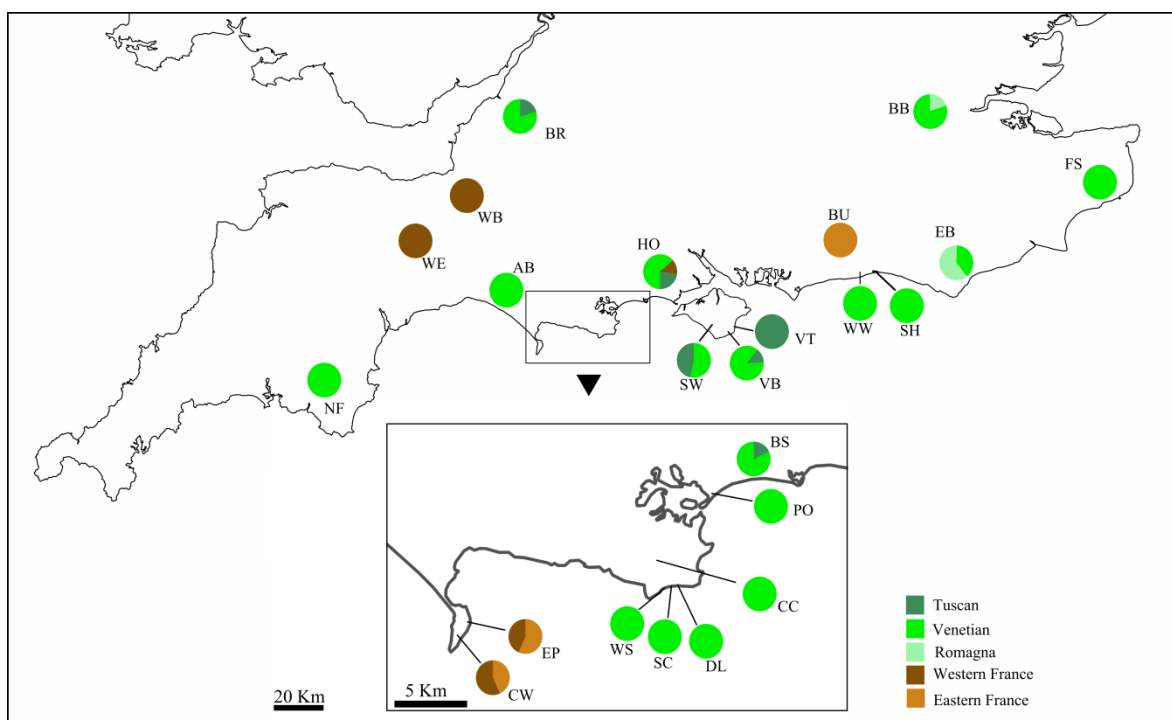 BR
BB
FS
WB
BU
EB
HO
WE
AB
WW
SH
VT
SW
VB
NF
BS
PO
CC
WS
SC
DL
EP
CW
20 Km
5 Km
Tuscan
Venetian
Romagna
Western France
Eastern France